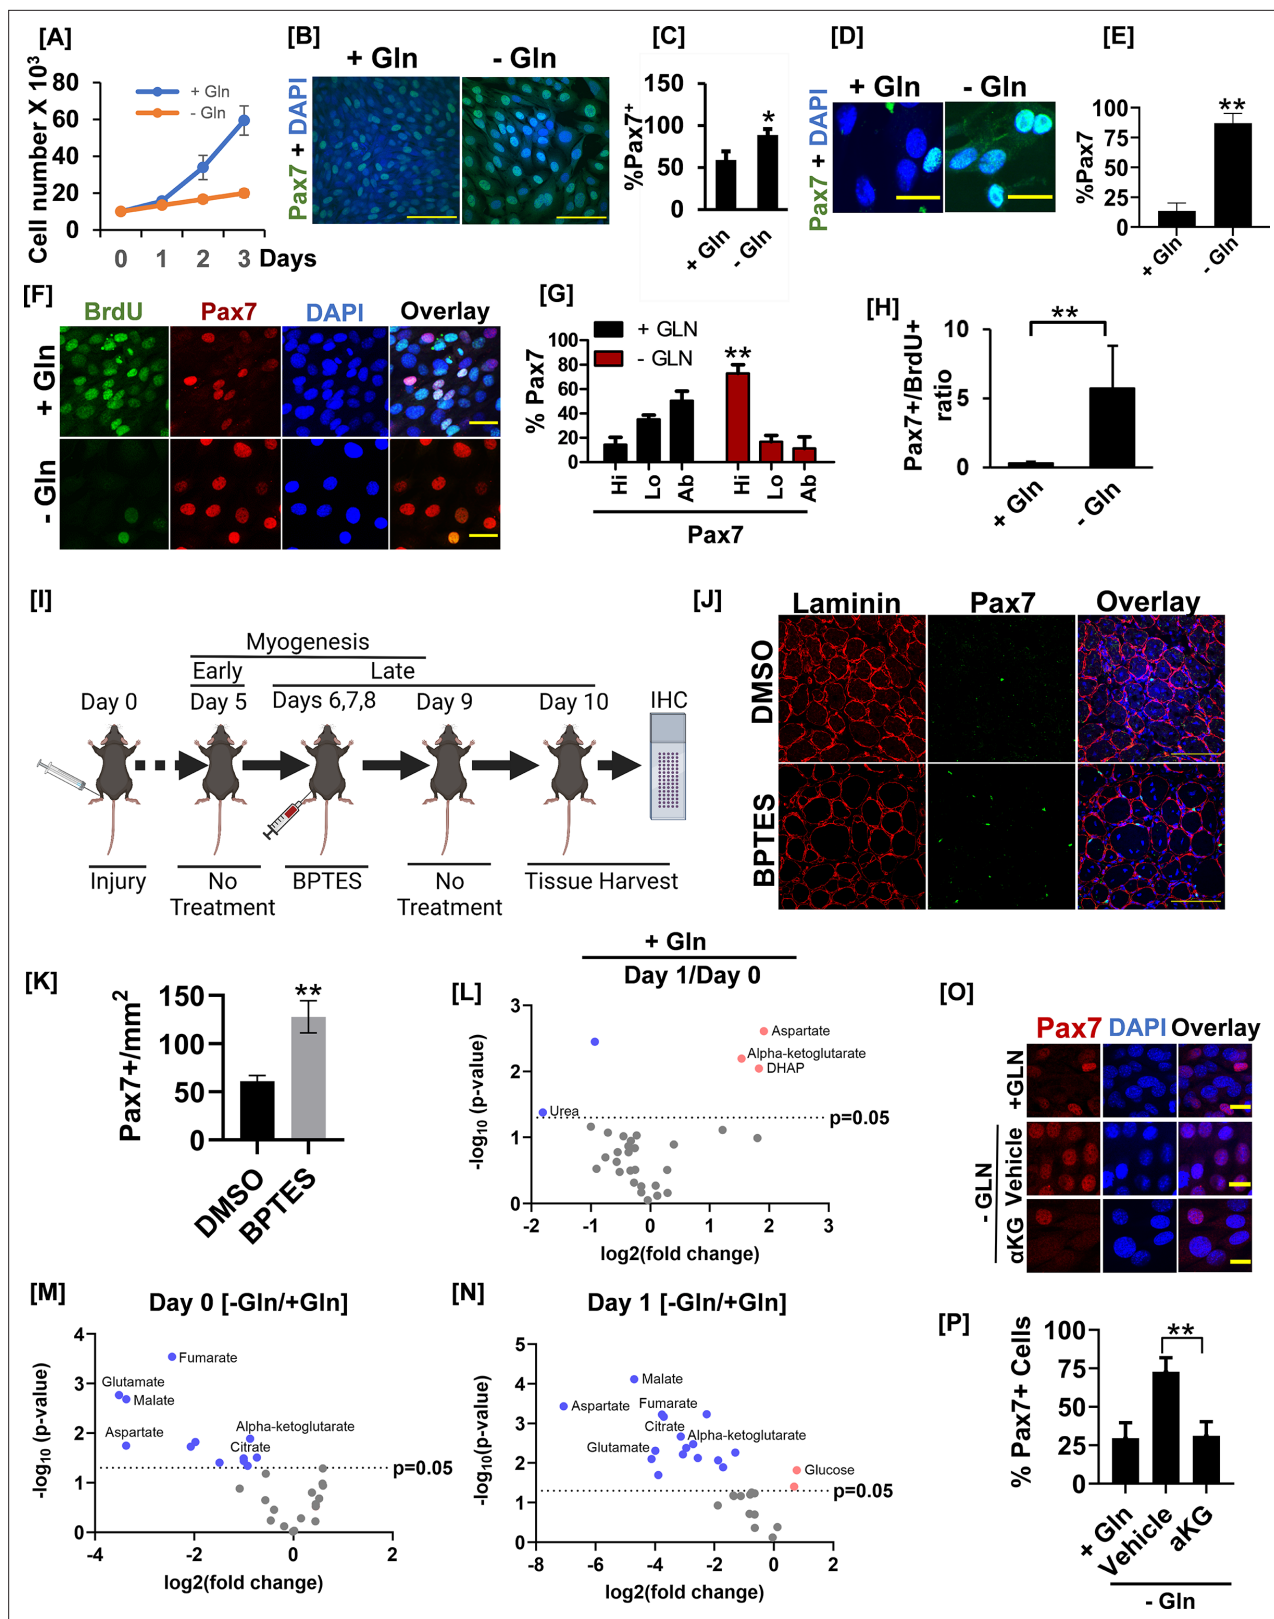 [A]
Cell number X 10³
80
60
40
20
0
+ Gln
- Gln
0 1 2 3 Days
[B]
+ Gln - Gln
Pax7 + DAPI
[C]
%Pax7⁺
150
100
50
0
*
+ Gln
- Gln
[D]
+ Gln - Gln
Pax7 + DAPI
[E]
%Pax7
100
75
50
25
0
**
+ Gln
- Gln
[F]
BrdU Pax7 DAPI Overlay
+ Gln
- Gln
[G]
% Pax7
100
80
60
40
20
0
+ GLN
- GLN
**
Hi Lo Ab Hi Lo Ab
Pax7
[H]
Pax7+/BrdU+
ratio
10
5
0
**
+ Gln
- Gln
[I]
Myogenesis
Early Late
Day 0 Day 5 Days 6,7,8 Day 9 Day 10 IHC
Injury No BPTES No Tissue Harvest
Treatment Treatment
[J]
Laminin Pax7 Overlay
DMSO
BPTES
[K]
Pax7+/mm²
150
100
50
0
**
DMSO
BPTES
[L]
+ Gln
Day 1/Day 0
-log₁₀ (p-value)
3
2
1
0
Aspartate
Alpha-ketoglutarate
DHAP
Urea
p=0.05
-2 -1 0 1 2 3
log2(fold change)
[O]
Pax7 DAPI Overlay
+GLN
- GLN
Vehicle
αKG
[M]
Day 0 [-Gln/+Gln]
-log₁₀ (p-value)
4
3
2
1
0
Fumarate
Glutamate
Malate
Aspartate
Alpha-ketoglutarate
Citrate
p=0.05
-4 -2 0 2
log2(fold change)
[N]
Day 1 [-Gln/+Gln]
-log₁₀(p-value)
5
4
3
2
1
0
Malate
Aspartate
Fumarate
Citrate
Alpha-ketoglutarate
Glutamate
Glucose
p=0.05
-8 -6 -4 -2 0 2
log2(fold change)
[P]
% Pax7+ Cells
100
75
50
25
0
**
+ Gln
Vehicle
aKG
- Gln